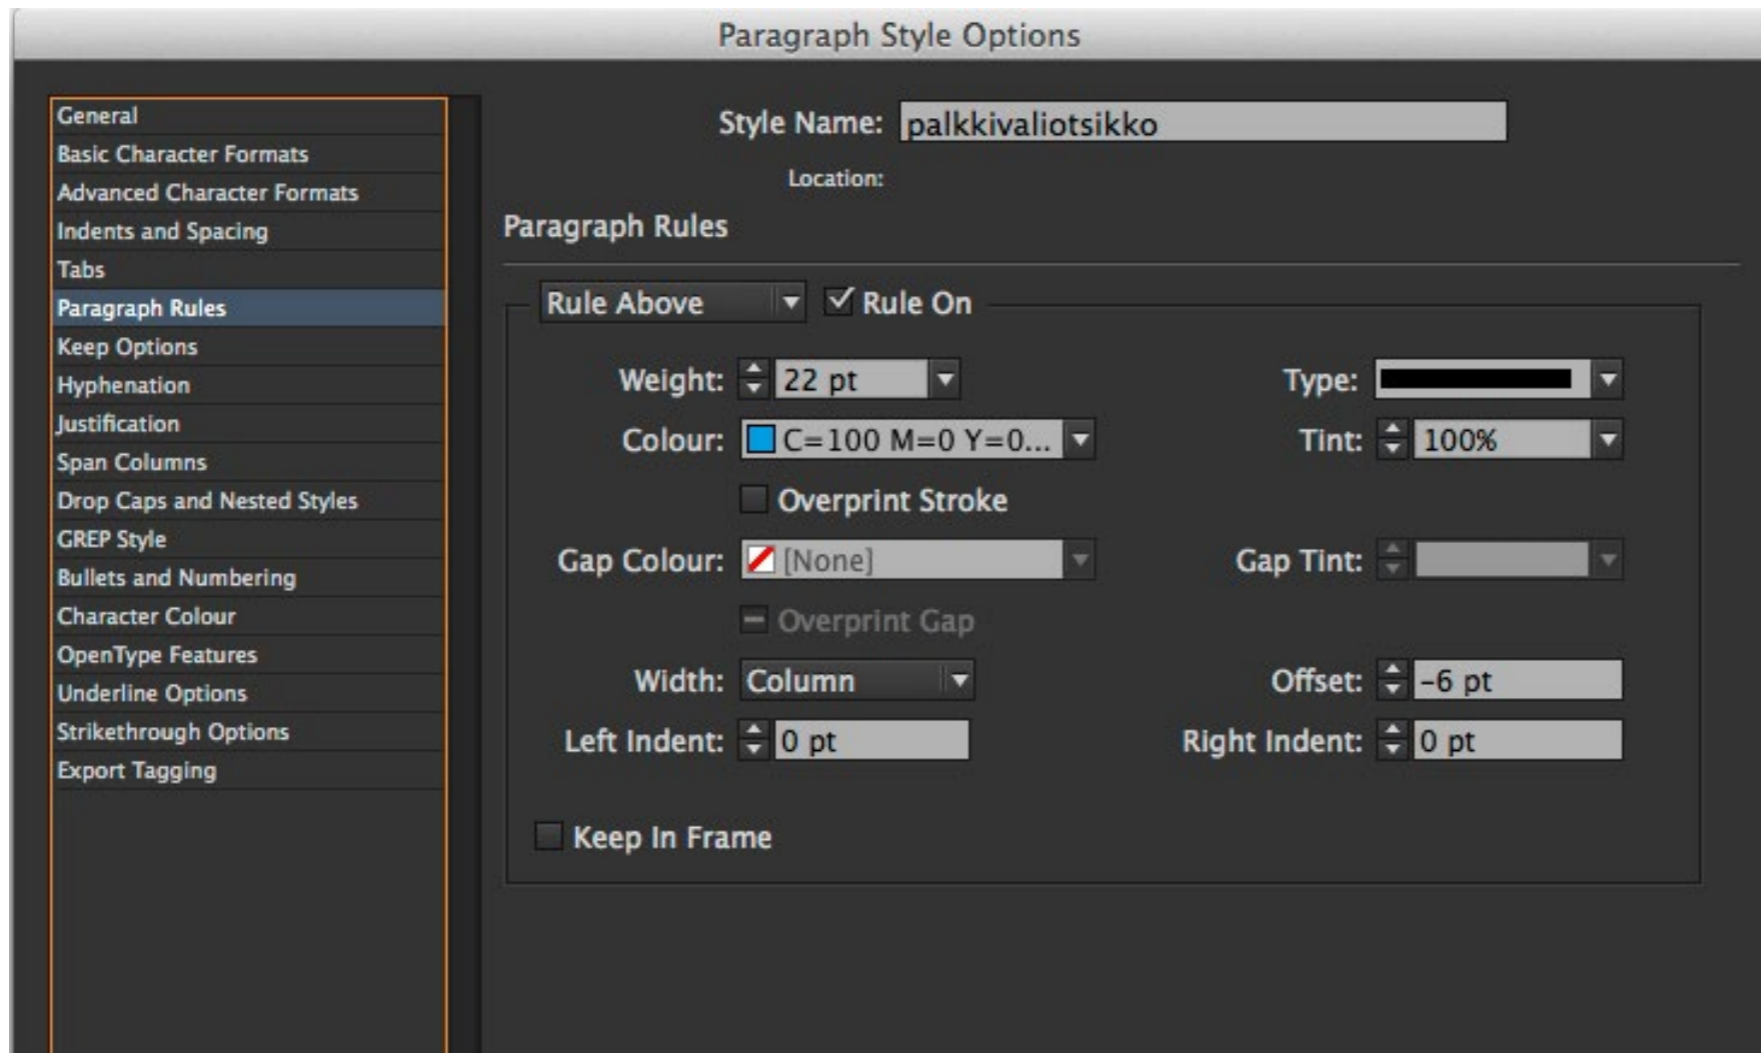 Paragraph Style Options
General
Basic Character Formats
Advanced Character Formats
Indents and Spacing
Tabs
Paragraph Rules
Keep Options
Hyphenation
Justification
Span Columns
Drop Caps and Nested Styles
GREP Style
Bullets and Numbering
Character Colour
OpenType Features
Underline Options
Strikethrough Options
Export Tagging
Style Name: palkkivaliotsikko
Location:
Paragraph Rules
Rule Above Rule On
Weight: 22 pt Type:
Colour: C=100 M=0 Y=0... Tint: 100%
Overprint Stroke
Gap Colour: [None] Gap Tint:
Overprint Gap
Width: Column Offset: -6 pt
Left Indent: 0 pt Right Indent: 0 pt
Keep In Frame